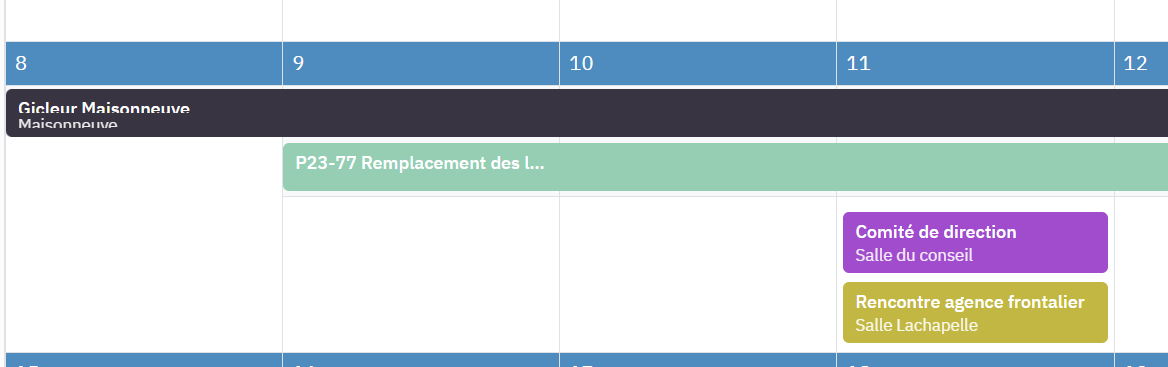 8 9 10 11 12
Gicleur Maisonneuve
Maisonneuve
P23-77 Remplacement des l...
Comité de direction
Salle du conseil
Rencontre agence frontalier
Salle Lachapelle